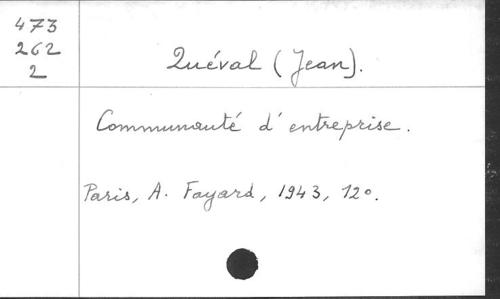 473
262
2
Quéval (Jean).
Communauté d'entreprise.
Paris, A. Fayard, 1943, 12°.